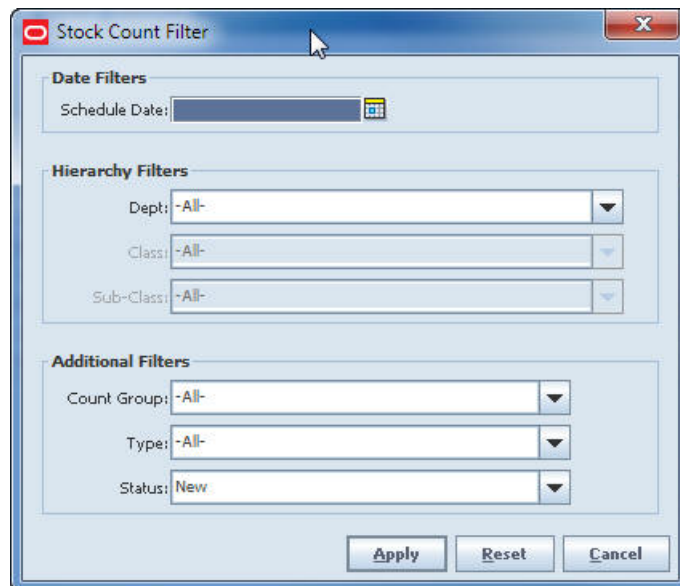 Stock Count Filter
Date Filters
Schedule Date:
Hierarchy Filters
Dept: -All-
Class: -All-
Sub-Class: -All-
Additional Filters
Count Group: -All-
Type: -All-
Status: New
Apply Reset Cancel